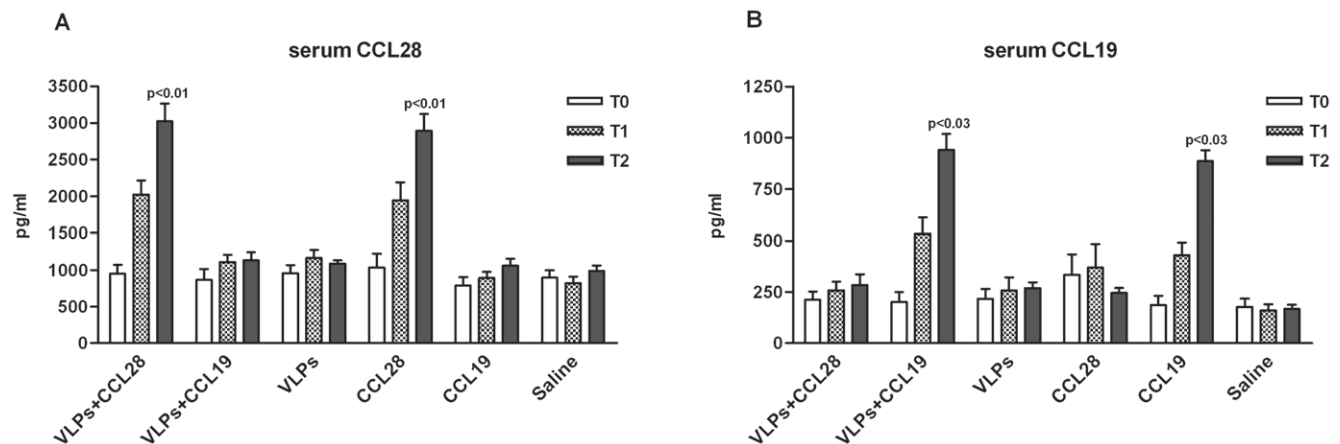 A
serum CCL28
pg/ml
3500
3000
2500
2000
1500
1000
500
0
p<0.01
p<0.01
T0
T1
T2
VLPs+CCL28
VLPs+CCL19
VLPs
CCL28
CCL19
Saline
B
serum CCL19
pg/ml
1250
1000
750
500
250
0
p<0.03
p<0.03
T0
T1
T2
VLPs+CCL28
VLPs+CCL19
VLPs
CCL28
CCL19
Saline